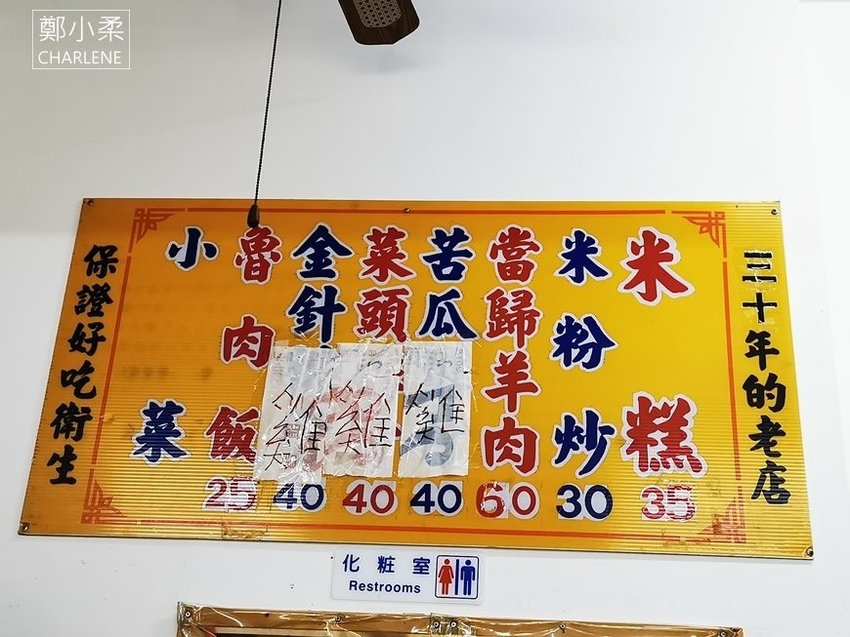 鄭小柔
CHARLENE
三十年的老店
米糕 35
米粉炒 30
當歸羊肉 60
苦瓜雞 40
菜頭雞 40
金針雞 40
魯肉飯 25
小菜
保證好吃衛生
化粧室
Restrooms